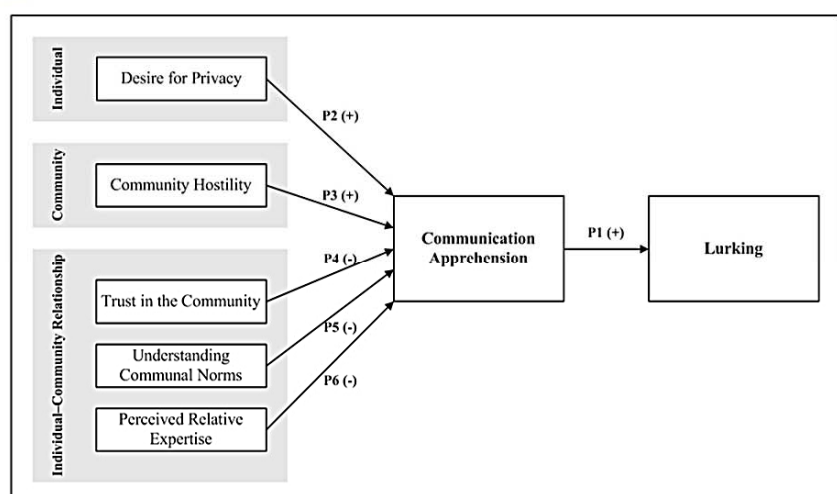 Individual
Desire for Privacy
P2 (+)
Community
Community Hostility
P3 (+)
Individual–Community Relationship
Trust in the Community
P4 (-)
Understanding
Communal Norms
P5 (-)
Perceived Relative
Expertise
P6 (-)
Communication
Apprehension
P1 (+)
Lurking